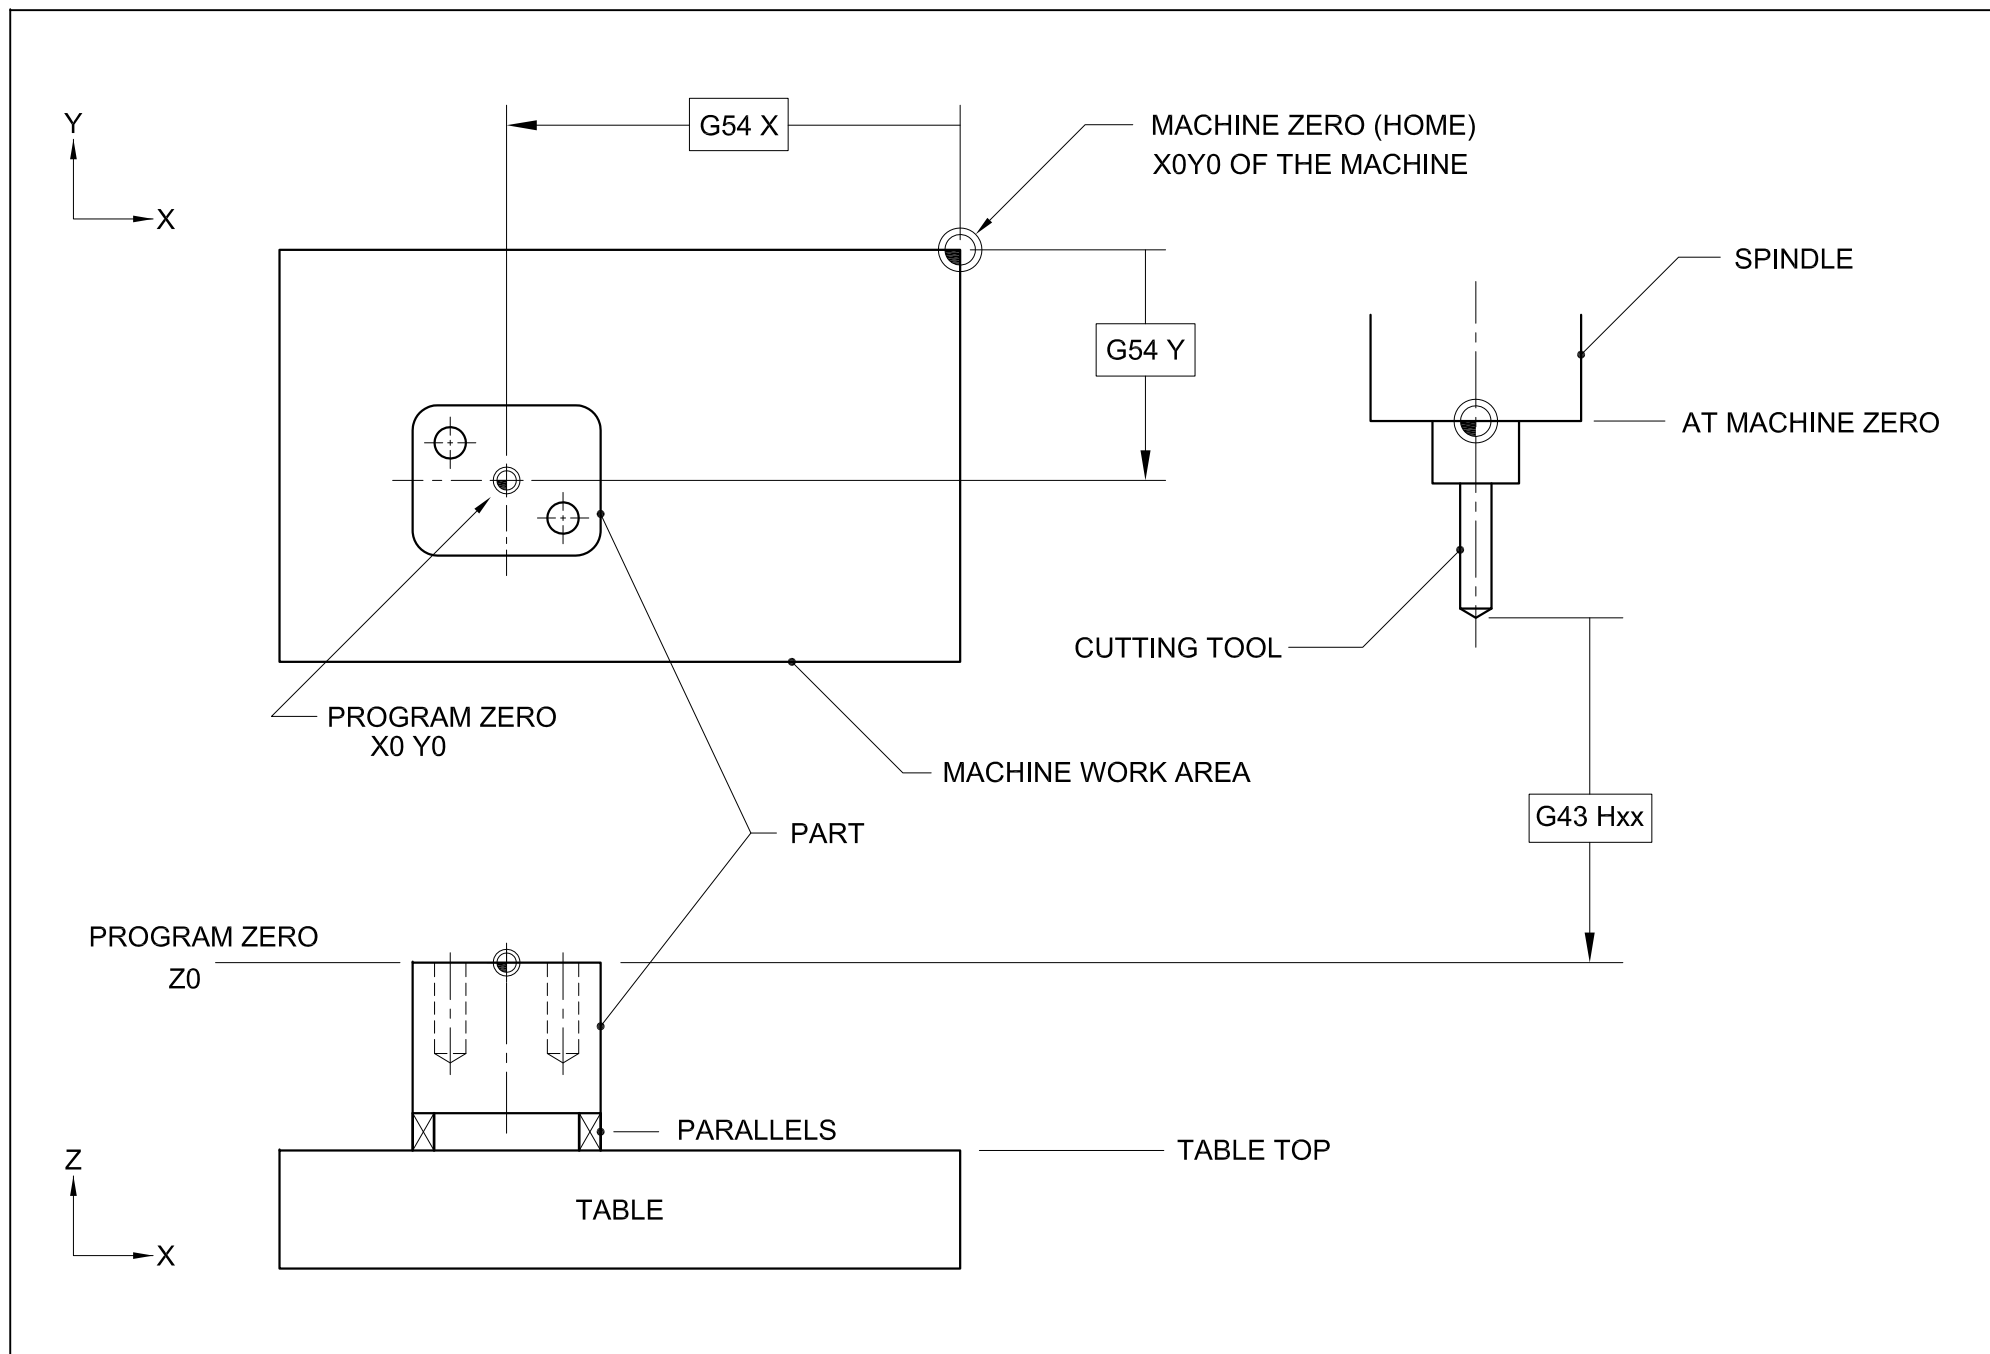 G54 X
MACHINE ZERO (HOME)
X0Y0 OF THE MACHINE
Y
X
SPINDLE
G54 Y
AT MACHINE ZERO
CUTTING TOOL
PROGRAM ZERO
X0 Y0
MACHINE WORK AREA
G43 Hxx
PART
PROGRAM ZERO
Z0
PARALLELS
TABLE TOP
Z
TABLE
X